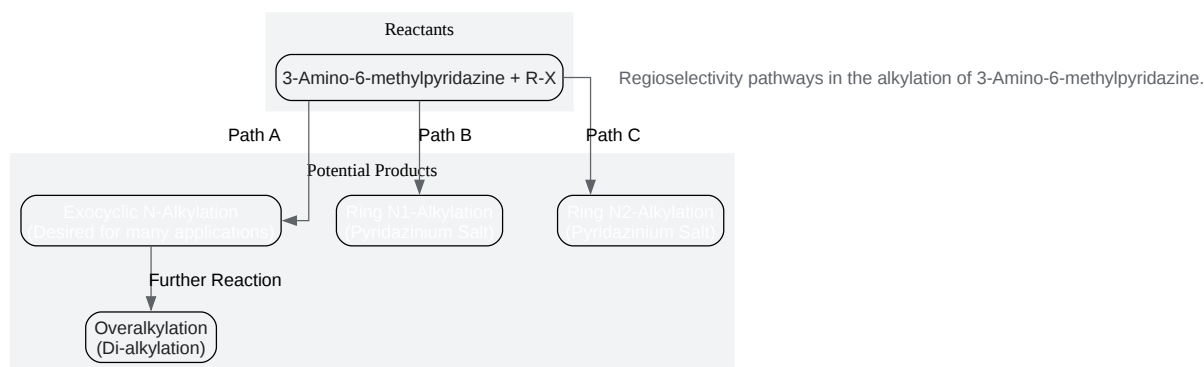 Reactants
3-Amino-6-methylpyridazine + R-X
Regioselectivity pathways in the alkylation of 3-Amino-6-methylpyridazine.
Path A
Path B
Path C
Potential Products
Exocyclic N-Alkylation
(Desired for many applications)
Ring N1-Alkylation
(Pyridazinium Salt)
Ring N2-Alkylation
(Pyridazinium Salt)
Further Reaction
Overalkylation
(Di-alkylation)